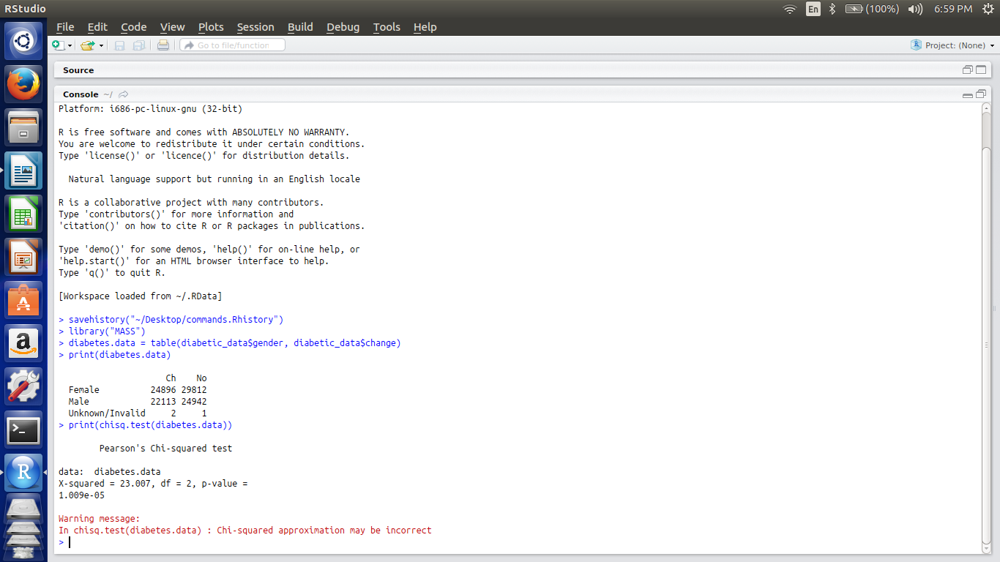 RStudio
En (100%) 6:59 PM
File Edit Code View Plots Session Build Debug Tools Help
Go to file/function Project: (None)
Source
Console ~/
Platform: i686-pc-linux-gnu (32-bit)
R is free software and comes with ABSOLUTELY NO WARRANTY.
You are welcome to redistribute it under certain conditions.
Type 'license()' or 'licence()' for distribution details.
Natural language support but running in an English locale
R is a collaborative project with many contributors.
Type 'contributors()' for more information and
'citation()' on how to cite R or R packages in publications.
Type 'demo()' for some demos, 'help()' for on-line help, or
'help.start()' for an HTML browser interface to help.
Type 'q()' to quit R.
[Workspace loaded from ~/.RData]
> savehistory("~/Desktop/commands.Rhistory")
> library("MASS")
> diabetes.data = table(diabetic_data$gender, diabetic_data$change)
> print(diabetes.data)
Ch No
Female 24896 29812
Male 22113 24942
Unknown/Invalid 2 1
> print(chisq.test(diabetes.data))
Pearson's Chi-squared test
data: diabetes.data
X-squared = 23.007, df = 2, p-value =
1.009e-05
Warning message:
In chisq.test(diabetes.data) : Chi-squared approximation may be incorrect
>